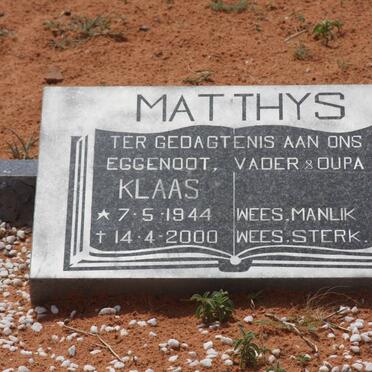 MATTHYS
TER GEDAGTENIS AAN ONS
EGGENOOT, VADER & OUPA
KLAAS
★ 7-5-1944 WEES. MANLIK
† 14-4-2000 WEES. STERK.